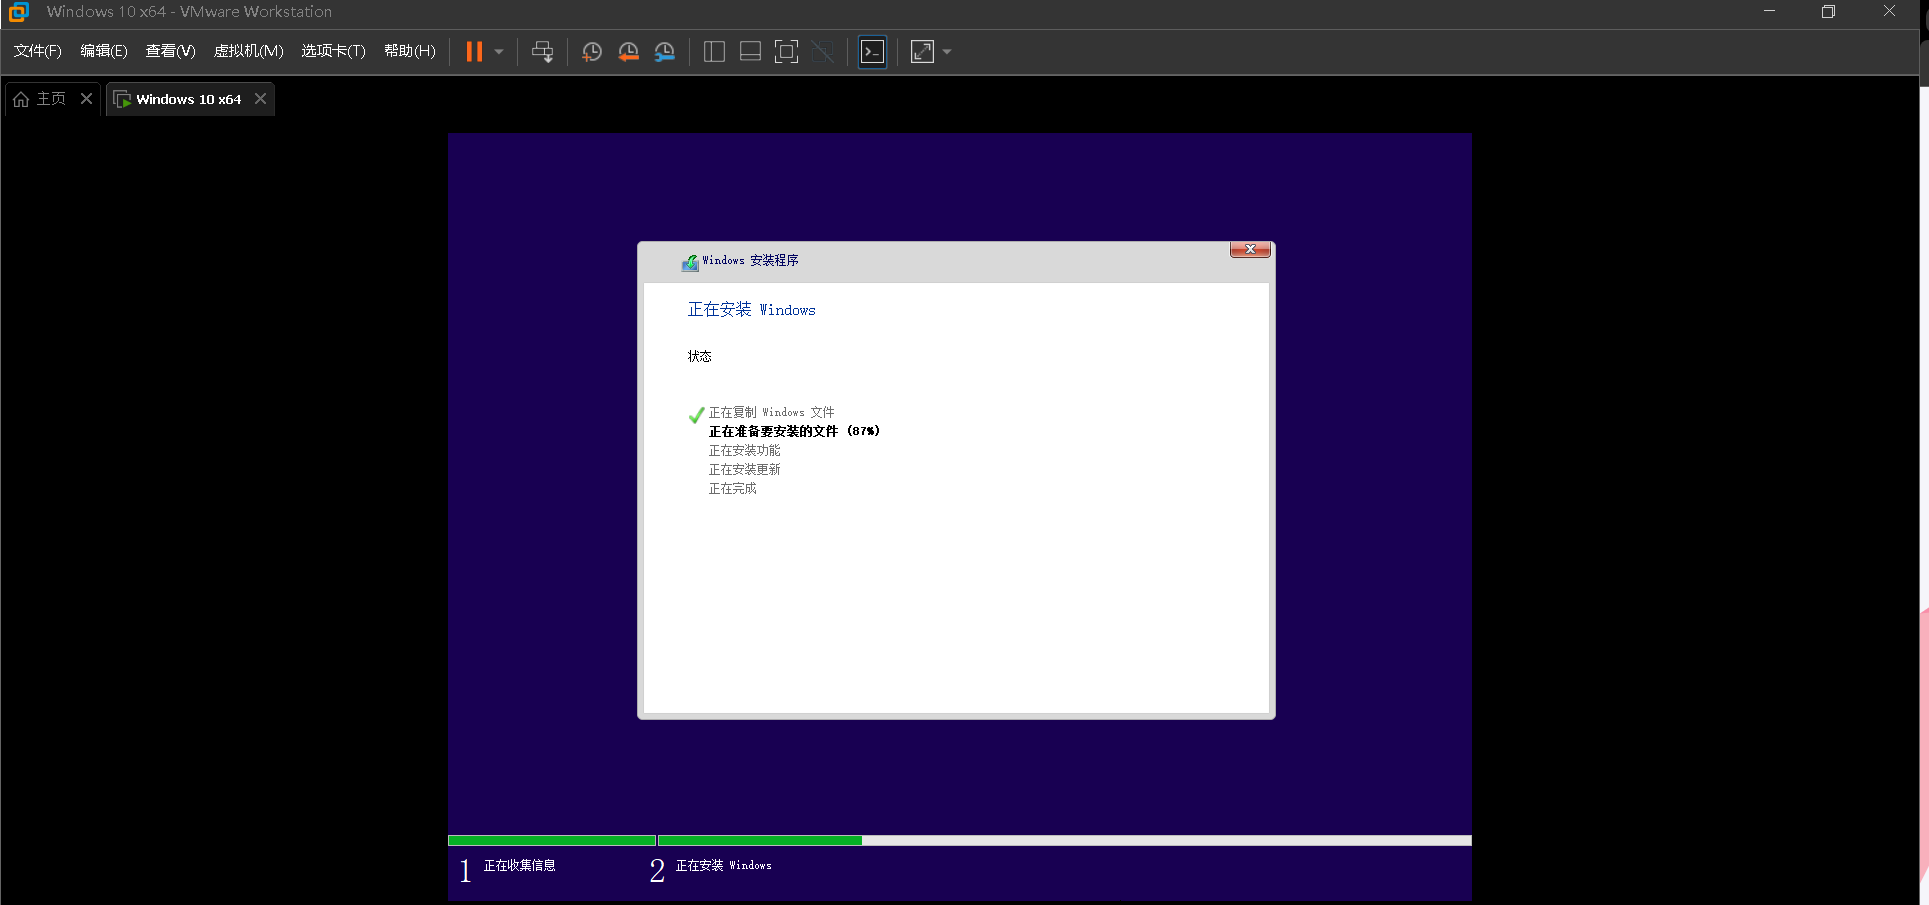 Windows 10 x64 - VMware Workstation
文件(F) 编辑(E) 查看(V) 虚拟机(M) 选项卡(T) 帮助(H)
主页 Windows 10 x64
Windows 安装程序
正在安装 Windows
状态
正在复制 Windows 文件
正在准备要安装的文件 (87%)
正在安装功能
正在安装更新
正在完成
1 正在收集信息 2 正在安装 Windows